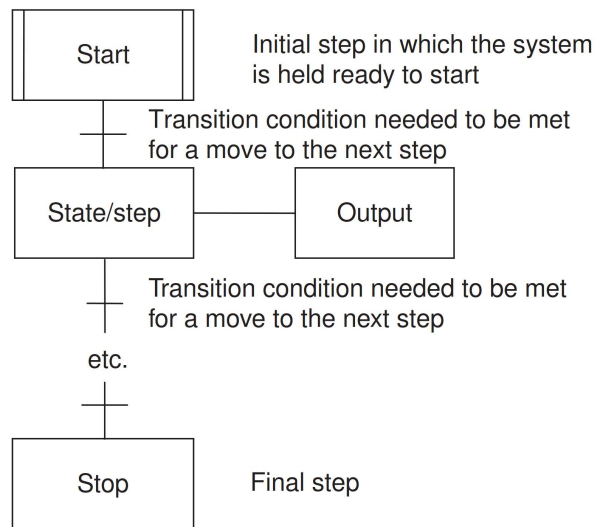 Start
Initial step in which the system
is held ready to start
Transition condition needed to be met
for a move to the next step
State/step
Output
Transition condition needed to be met
for a move to the next step
etc.
Stop
Final step